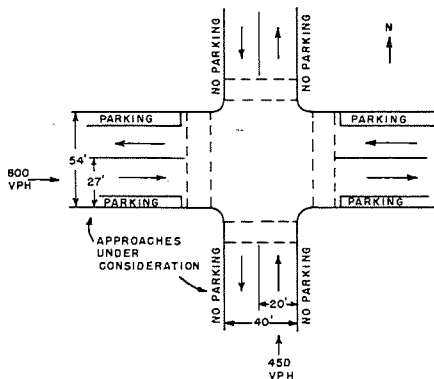 NO PARKING
NO PARKING
N
PARKING
PARKING
800
VPH
54'
27'
PARKING
PARKING
APPROACHES
UNDER
CONSIDERATION
NO PARKING
NO PARKING
20'
40'
450
VPH